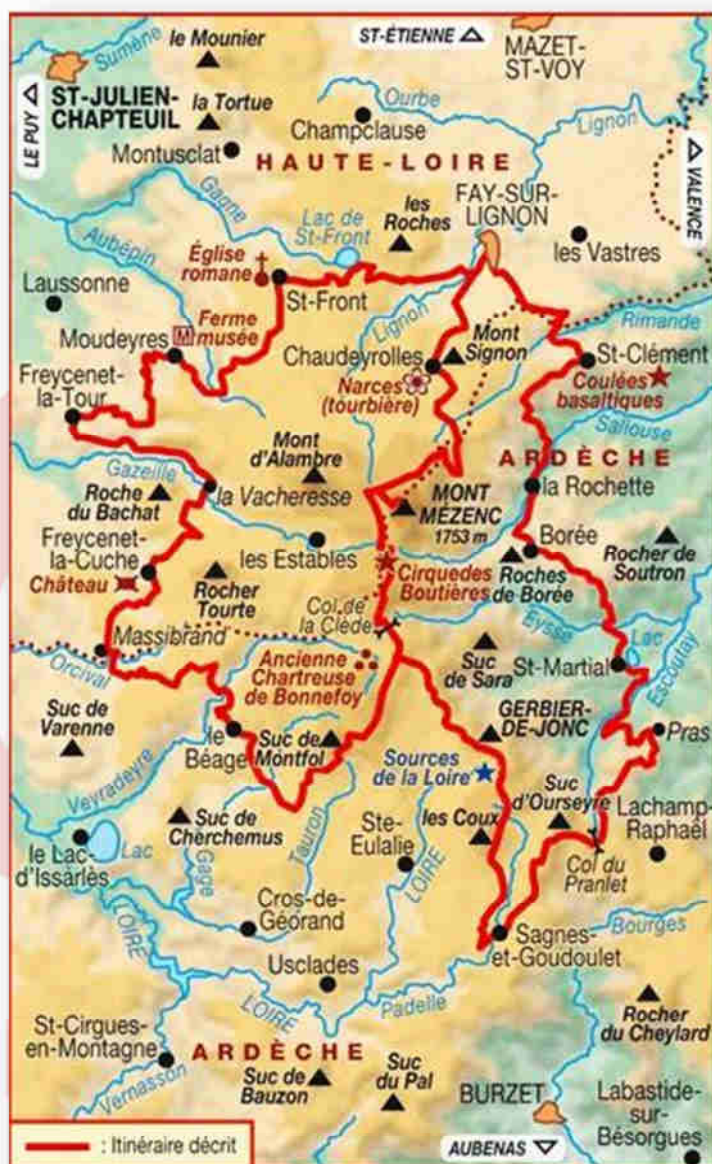 le Mounier
ST-ÉTIENNE
MAZET-
ST-VOY
Sumène
LE PUY
ST-JULIEN-
CHAPTEUIL
la Tortue
Ourbe
Champclause
Lignon
Montusclat
HAUTE-LOIRE
VALENCE
Gagne
FAY-SUR-
LIGNON
les
Roches
Lac de
St-Front
les Vastres
Aubépin
Église
romane
Laussonne
St-Front
Lignon
Rimande
Moudeyres
M
Ferme
musée
Mont
Signon
Chaudeyrolles
St-Clément
Freycenet-
la-Tour
Narces
(tourbière)
Coulées
basaltiques
Saliouse
Mont
d'Alambre
ARDÈCHE
Gazeille
Roche
du Bachat
la Vacheresse
MONT
MÉZENC
1753 m
la Rochette
Freycenet-
la-Cuche
les Estables
Borée
Château
Rocher
Tourte
Cirquedes
Boutières
Roches
de Borée
Rocher de
Soutron
Col de
la Clède
Massibrand
Eysse
Lac
Orcival
Ancienne
Chartreuse
de Bonnefoy
Suc
de Sara
St-Martial
Escoutay
Suc de
Varenne
GERBIER-
DE-JONC
Pras
le
Béage
Suc de
Montfol
Sources
de la Loire
Veyradeyre
Suc
d'Ourseyre
Suc de
Cherchemus
les Coux
Lachamp-
Raphaël
Ste-
Eulalie
le Lac-
d'Issarlès
Lac
Gage
Tauron
LOIRE
Col du
Pranlet
Cros-de-
Géorand
LOIRE
Sagnes-
et-Goudoulet
Bourges
Usclades
LOIRE
Padelle
Rocher
du Cheylard
St-Cirgues-
en-Montagne
ARDÈCHE
Vernasson
Suc de
Bauzon
Suc
du Pal
BURZET
Labastide-
sur-
Bésorgues
: Itinéraire décrit
AUBENAS